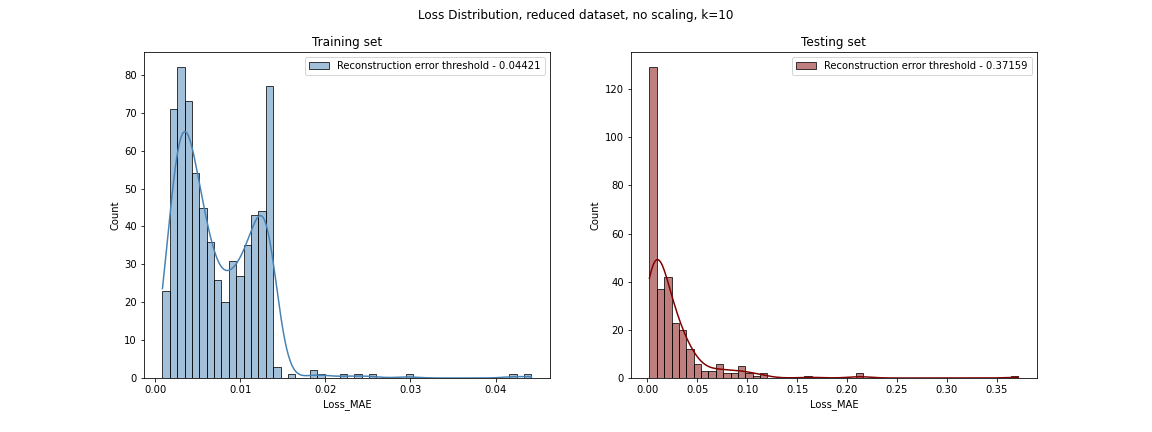 Loss Distribution, reduced dataset, no scaling, k=10
Training set
Reconstruction error threshold - 0.04421
80
70
60
50
40
30
20
10
0
Count
0.00 0.01 0.02 0.03 0.04
Loss_MAE
Testing set
Reconstruction error threshold - 0.37159
120
100
80
60
40
20
0
Count
0.00 0.05 0.10 0.15 0.20 0.25 0.30 0.35
Loss_MAE